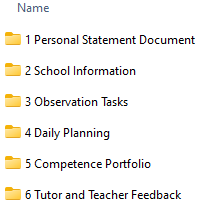 Name
1 Personal Statement Document
2 School Information
3 Observation Tasks
4 Daily Planning
5 Competence Portfolio
6 Tutor and Teacher Feedback